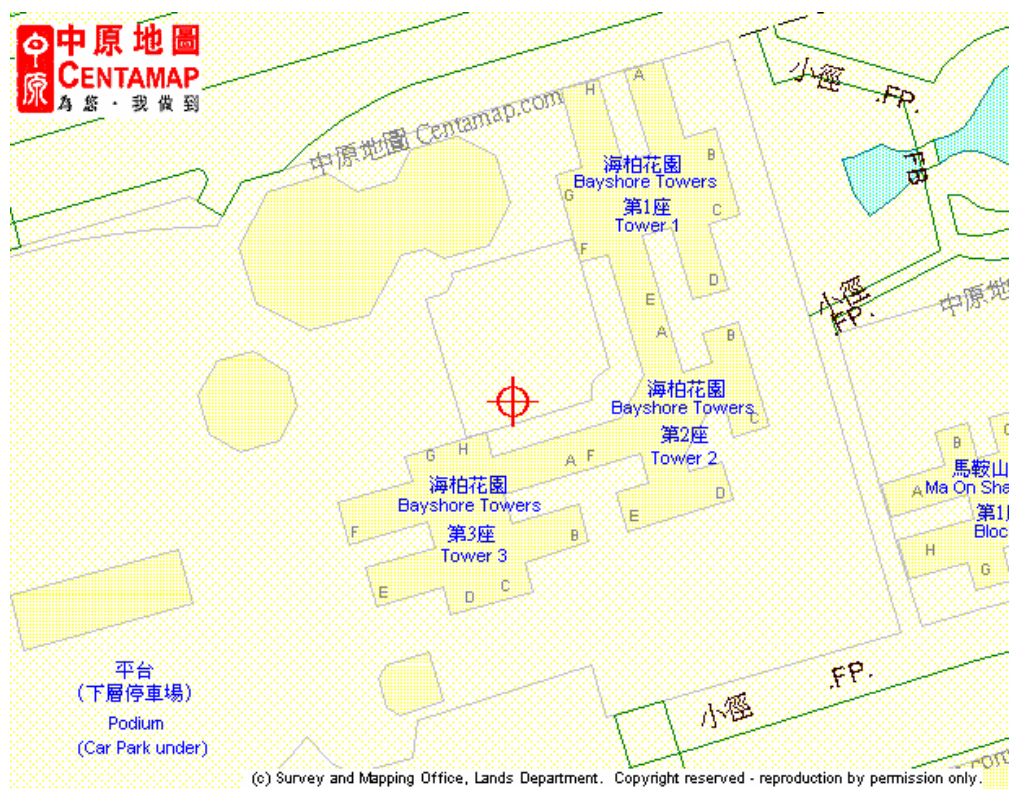 中原地圖
CENTAMAP
為您·我做到
中原
中原地圖 Centamap.com
小徑
.FP.
FB
H
A
B
海柏花園
Bayshore Towers
G
第1座
Tower 1
C
F
D
E
小徑
.FP.
中原地
A
B
海柏花園
Bayshore Towers
C
第2座
Tower 2
G
H
A
F
D
E
海柏花園
Bayshore Towers
第3座
Tower 3
F
B
E
D
C
B
C
馬鞍山
A
Ma On Sha
第1
Bloc
H
G
平台
(下層停車場)
Podium
(Car Park under)
小徑
.FP.
.com
(c) Survey and Mapping Office, Lands Department. Copyright reserved - reproduction by permission only.